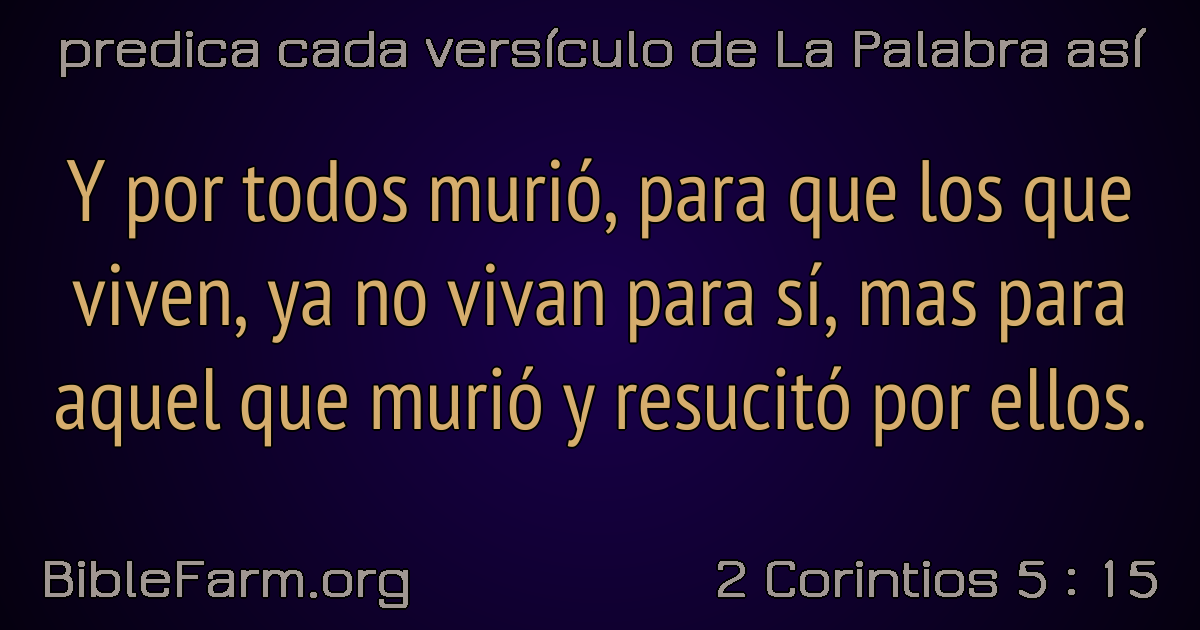 predica cada versículo de La Palabra así
Y por todos murió, para que los que
viven, ya no vivan para sí, mas para
aquel que murió y resucitó por ellos.
BibleFarm.org
2 Corintios 5 : 15